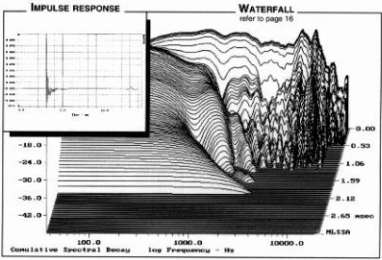 IMPULSE RESPONSE
WATERFALL
refer to page 16
-18.0
-24.0
-30.0
-36.0
-42.0
0.00
0.53
1.06
1.59
2.12
2.65 msec
MLSSA
100.0
1000.0
10000.0
Cumulative Spectral Decay log Frequency - Hz